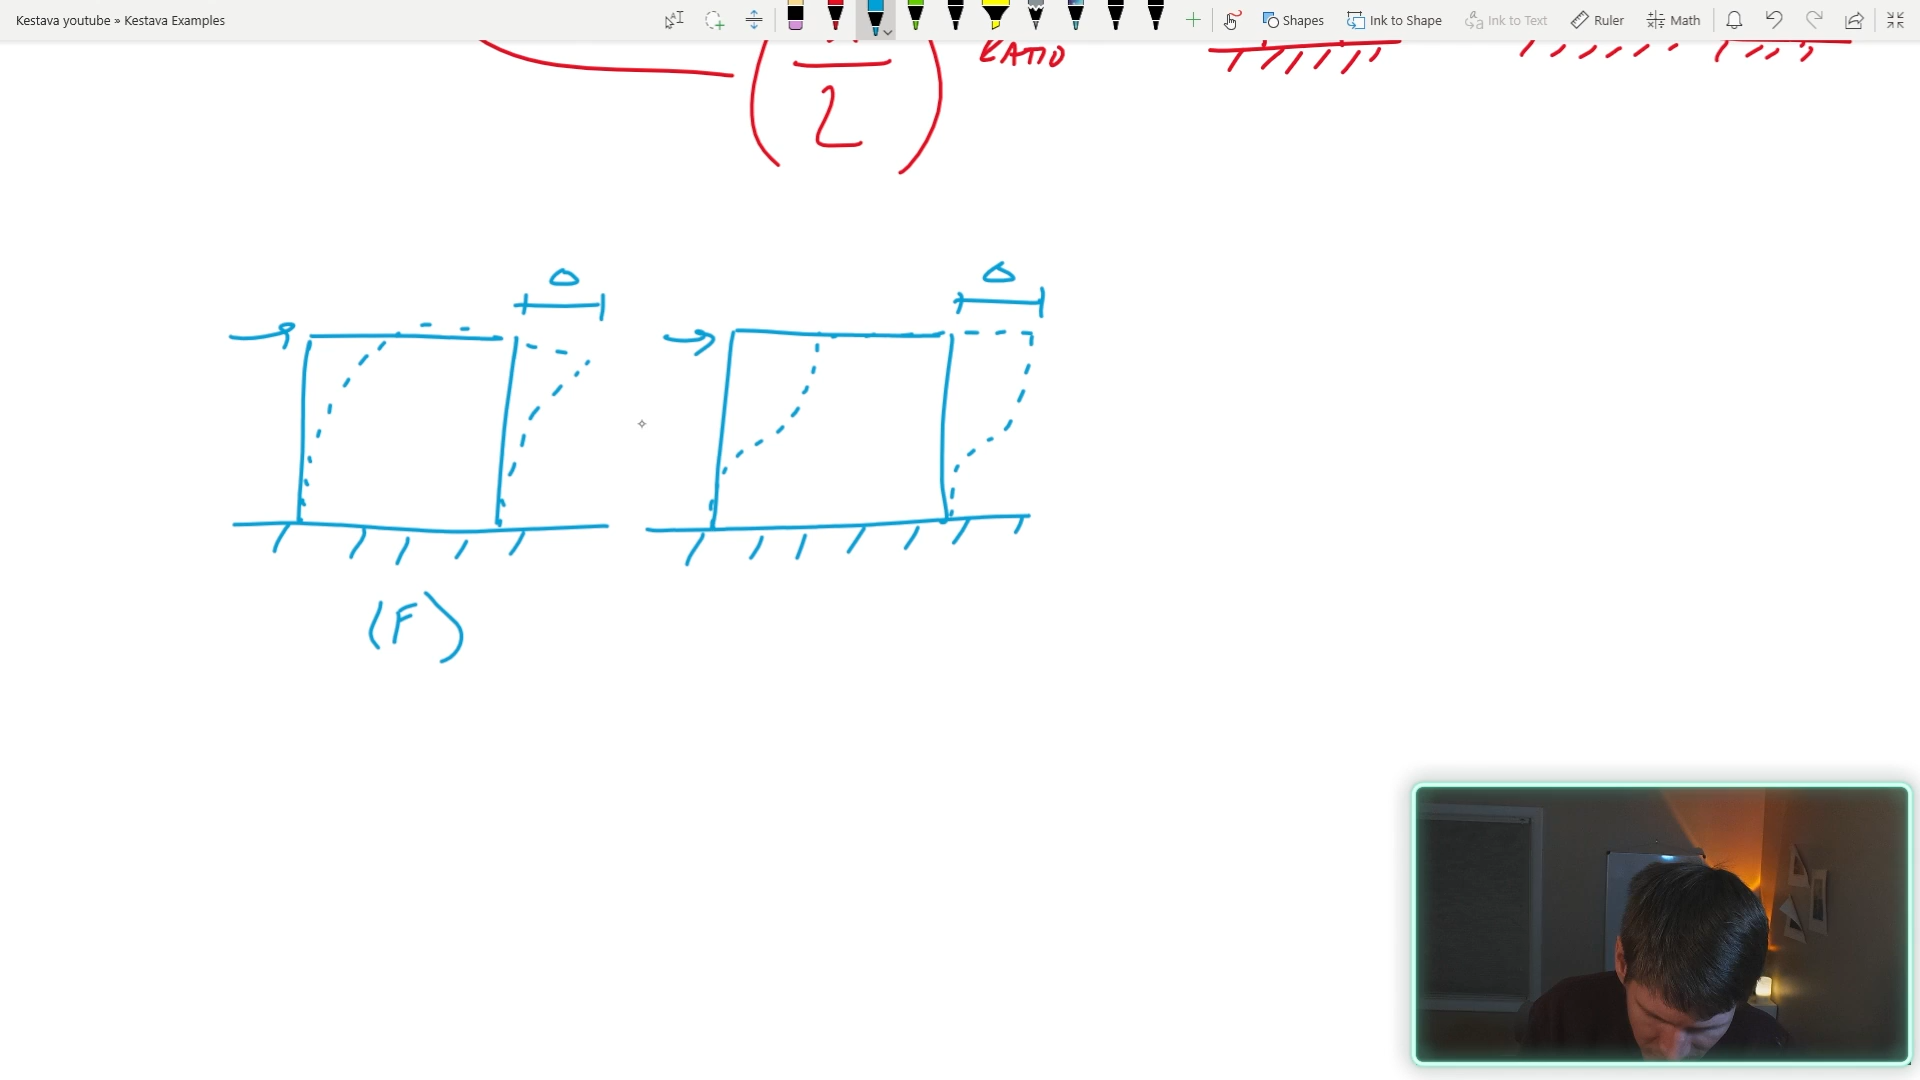 Kestava youtube » Kestava Examples
Shapes
Ink to Shape
Ink to Text
Ruler
Math
RATIO
2
Δ
Δ
(F)